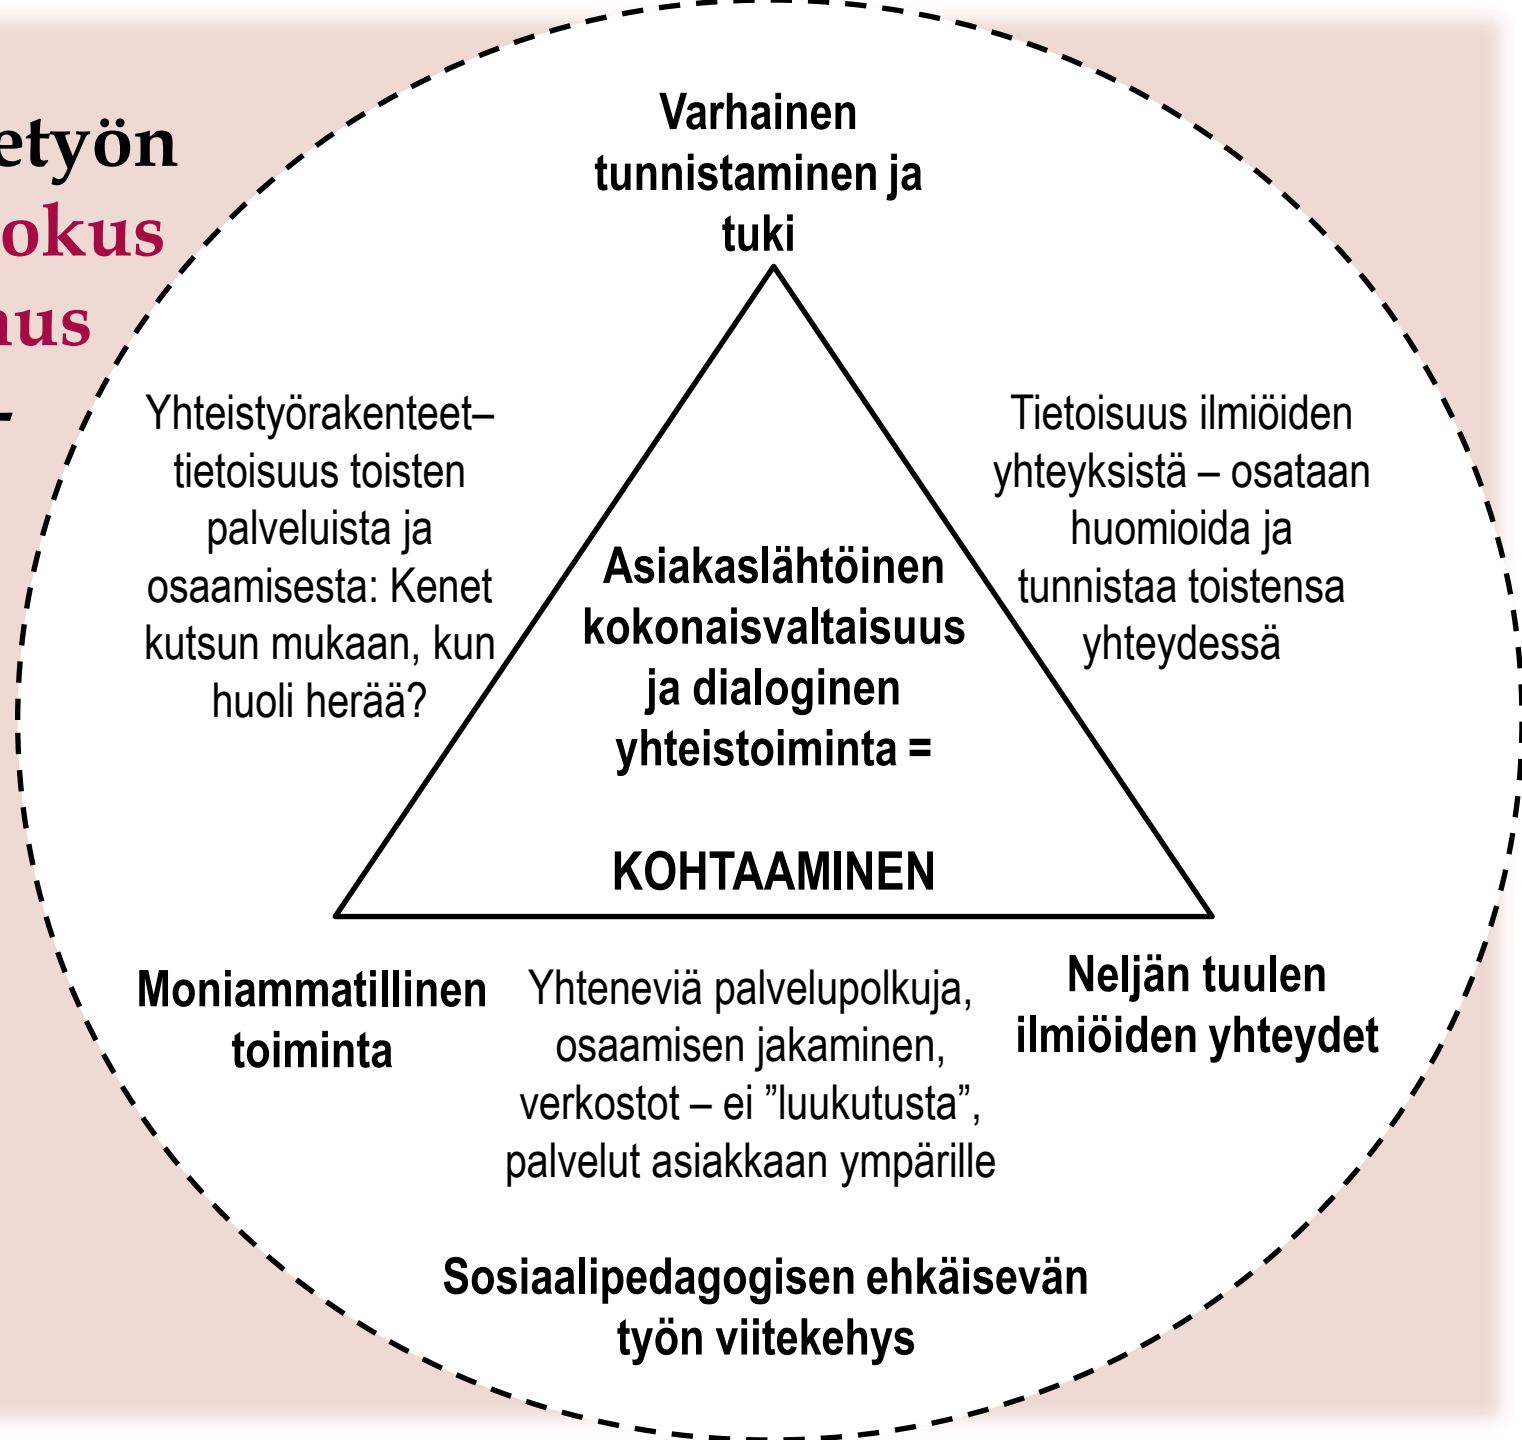 etyön
okus
us
-
Varhainen
tunnistaminen ja
tuki
Yhteistyörakenteet–
tietoisuus toisten
palveluista ja
osaamisesta: Kenet
kutsun mukaan, kun
huoli herää?
Tietoisuus ilmiöiden
yhteyksistä – osataan
huomioida ja
tunnistaa toistensa
yhteydessä
Asiakaslähtöinen
kokonaisvaltaisuus
ja dialoginen
yhteistoiminta =
KOHTAAMINEN
Moniammatillinen
toiminta
Yhteneviä palvelupolkuja,
osaamisen jakaminen,
verkostot – ei ”luukutusta”,
palvelut asiakkaan ympärille
Neljän tuulen
ilmiöiden yhteydet
Sosiaalipedagogisen ehkäisevän
työn viitekehys